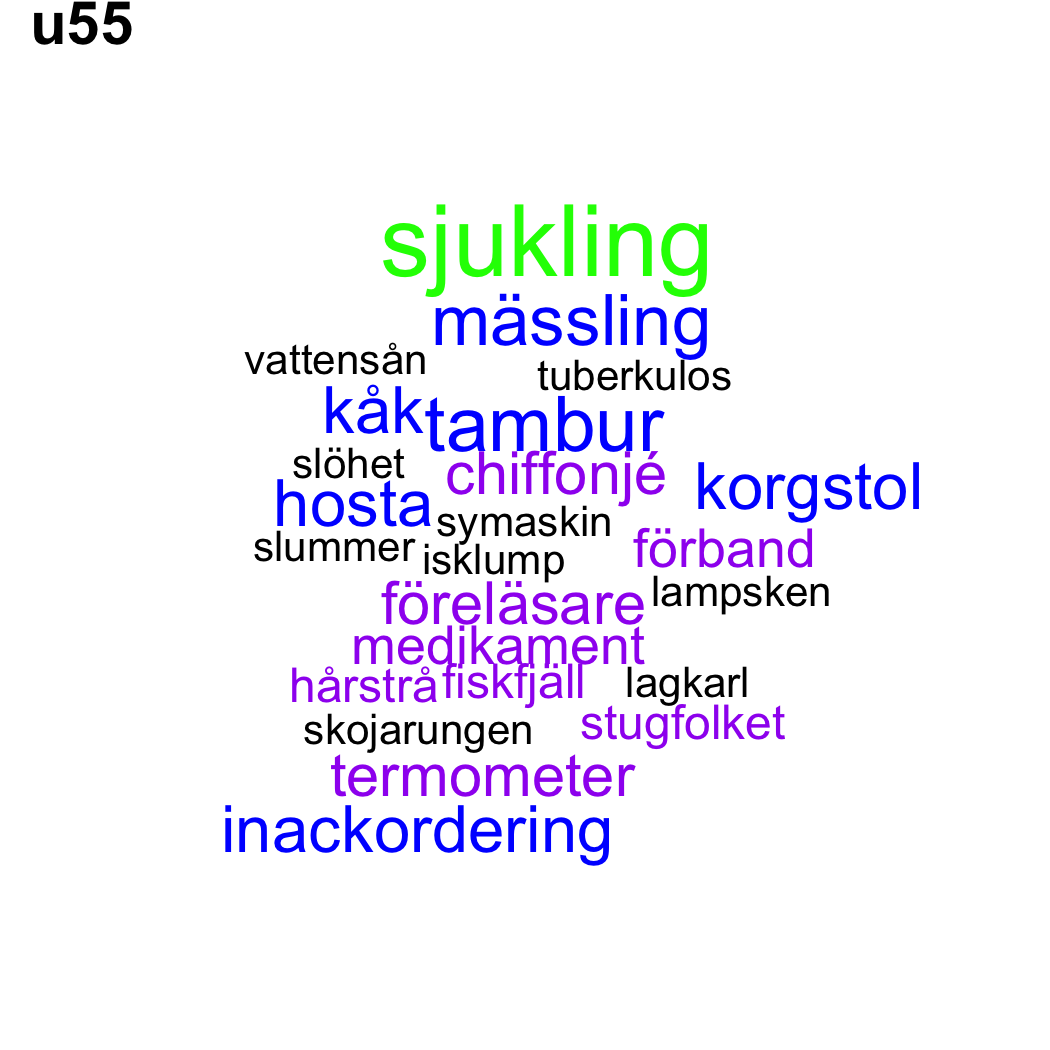 u55
sjukling
mässling
vattensån
tuberkulos
kåk
tambur
slöhet
chiffonjé
korgstol
hosta
symaskin
slummer
isklump
förband
föreläsare
lampsken
medikament
hårstrå
fiskfjäll
lagkarl
skojarungen
stugfolket
termometer
inackordering